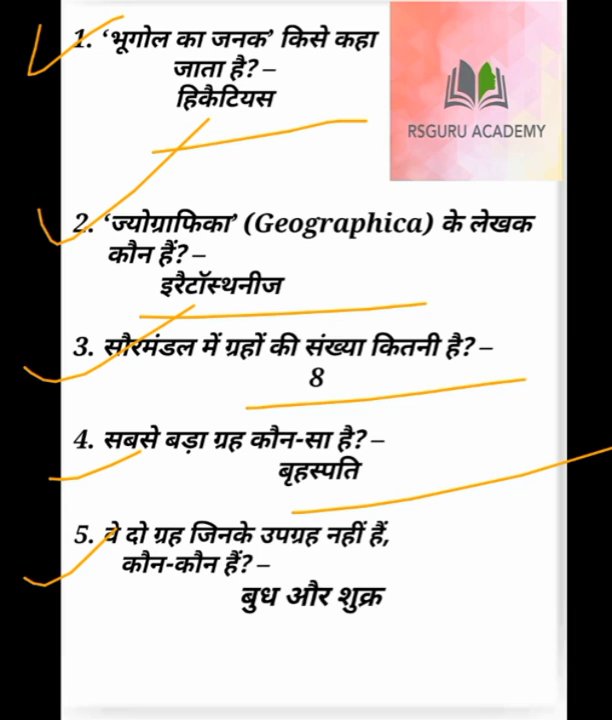 1. ‘भूगोल का जनक’ किसे कहा
जाता है? –
हिकैटियस
RSGURU ACADEMY
2. ‘ज्योग्राफिका’ (Geographica) के लेखक
कौन हैं? –
इरैटॉस्थनीज
3. सौरमंडल में ग्रहों की संख्या कितनी है? –
8
4. सबसे बड़ा ग्रह कौन-सा है? –
बृहस्पति
5. वे दो ग्रह जिनके उपग्रह नहीं हैं,
कौन-कौन हैं? –
बुध और शुक्र